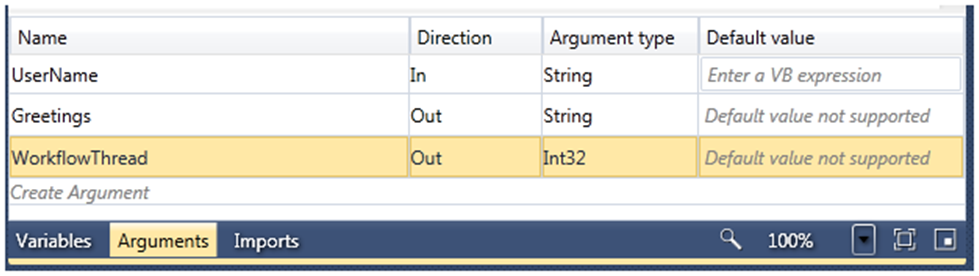 Name Direction Argument type Default value
UserName In String Enter a VB expression
Greetings Out String Default value not supported
WorkflowThread Out Int32 Default value not supported
Create Argument
Variables Arguments Imports 100%